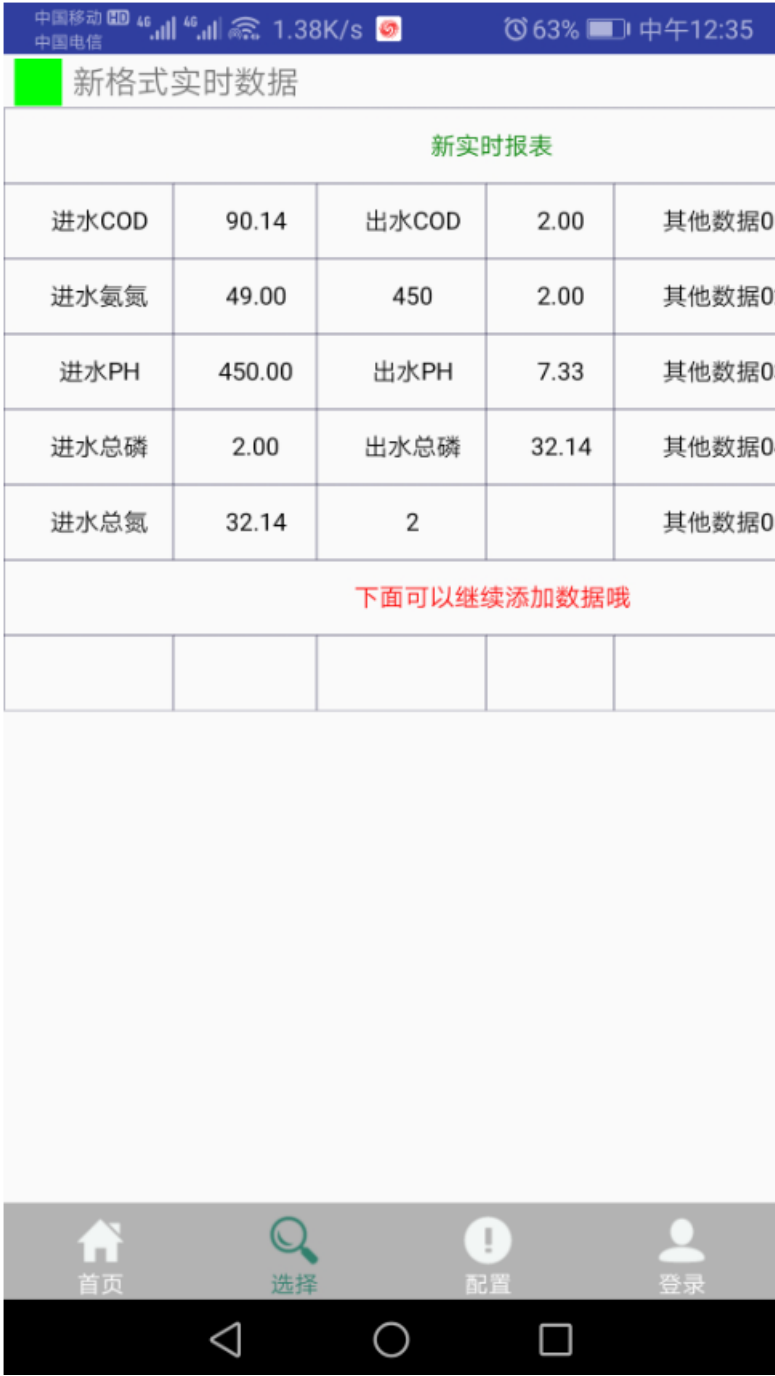 中国移动 HD 4G 4G 1.38K/s 63% 中午12:35
中国电信
新格式实时数据
新实时报表
进水COD 90.14 出水COD 2.00 其他数据0
进水氨氮 49.00 450 2.00 其他数据0
进水PH 450.00 出水PH 7.33 其他数据0
进水总磷 2.00 出水总磷 32.14 其他数据0
进水总氮 32.14 2 其他数据0
下面可以继续添加数据哦
首页 选择 配置 登录